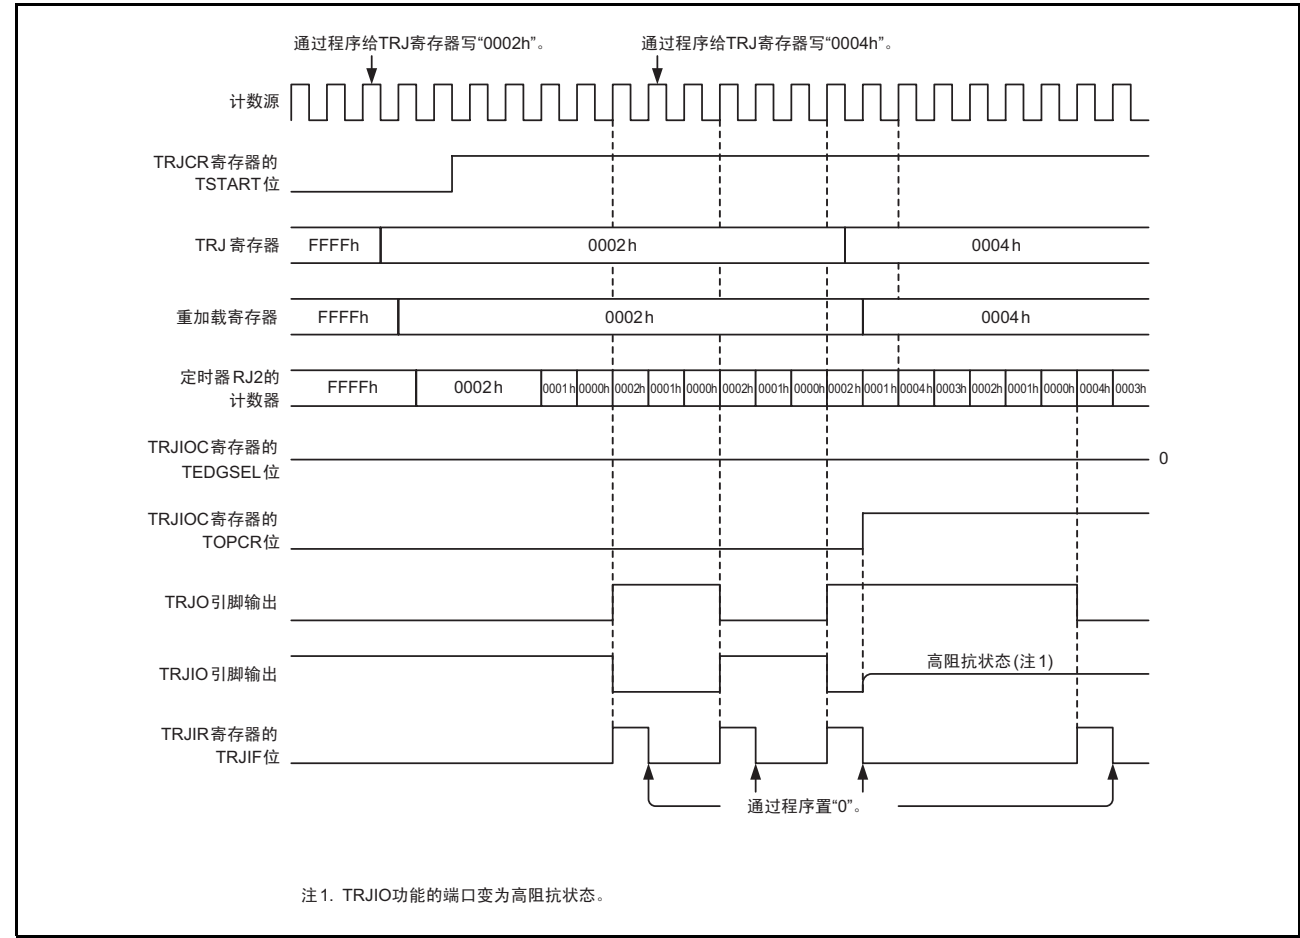 通过程序给TRJ寄存器写“0002h”。 通过程序给TRJ寄存器写“0004h”。
计数源
TRJCR寄存器的
TSTART位
TRJ寄存器 FFFFh 0002h 0004h
重加载寄存器 FFFFh 0002h 0004h
定时器RJ2的
计数器
FFFFh 0002h 0001h 0000h 0002h 0001h 0000h 0002h 0001h 0000h 0002h 0001h 0004h 0003h 0002h 0001h 0000h 0004h 0003h
TRJIOC寄存器的
TEDGSEL位
0
TRJIOC寄存器的
TOPCR位
TRJO引脚输出
TRJIO引脚输出 高阻抗状态(注1)
TRJIR寄存器的
TRJIF位
通过程序置“0”。
注1. TRJIO功能的端口变为高阻抗状态。